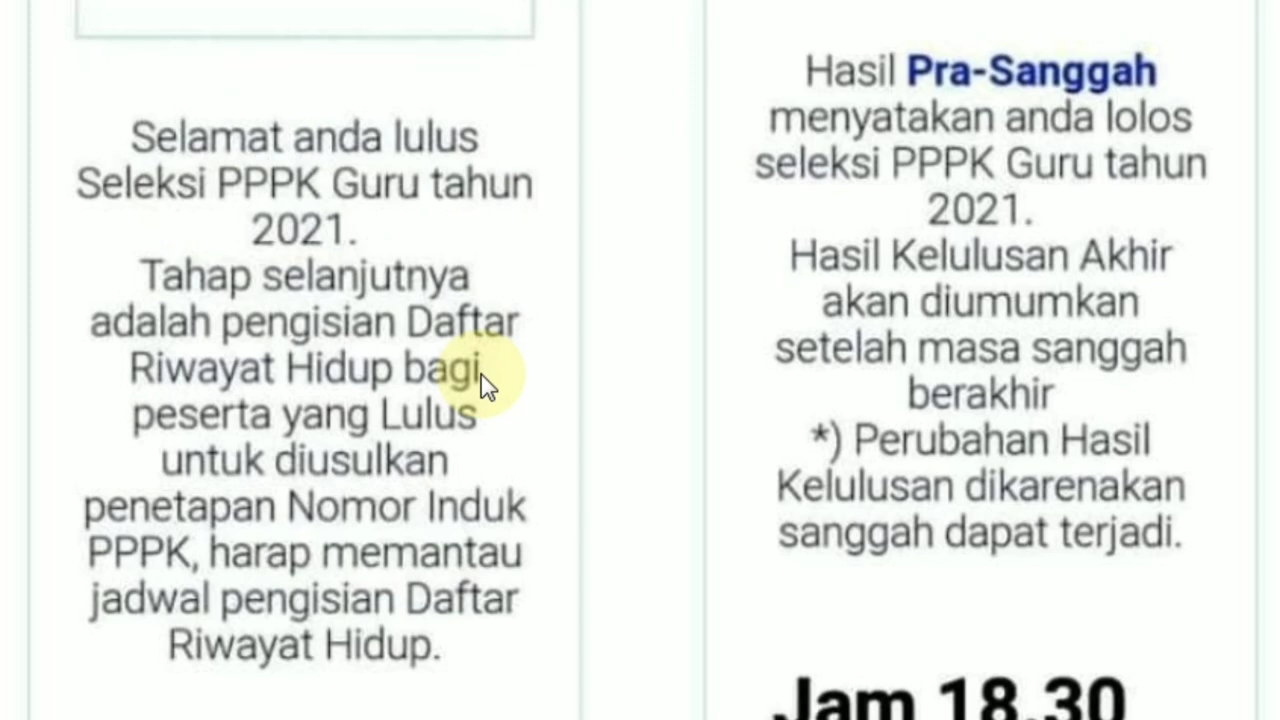 Selamat anda lulus
Seleksi PPPK Guru tahun
2021.
Tahap selanjutnya
adalah pengisian Daftar
Riwayat Hidup bagi
peserta yang Lulus
untuk diusulkan
penetapan Nomor Induk
PPPK, harap memantau
jadwal pengisian Daftar
Riwayat Hidup.
Hasil Pra-Sanggah
menyatakan anda lolos
seleksi PPPK Guru tahun
2021.
Hasil Kelulusan Akhir
akan diumumkan
setelah masa sanggah
berakhir
*) Perubahan Hasil
Kelulusan dikarenakan
sanggah dapat terjadi.
Jam 18.30